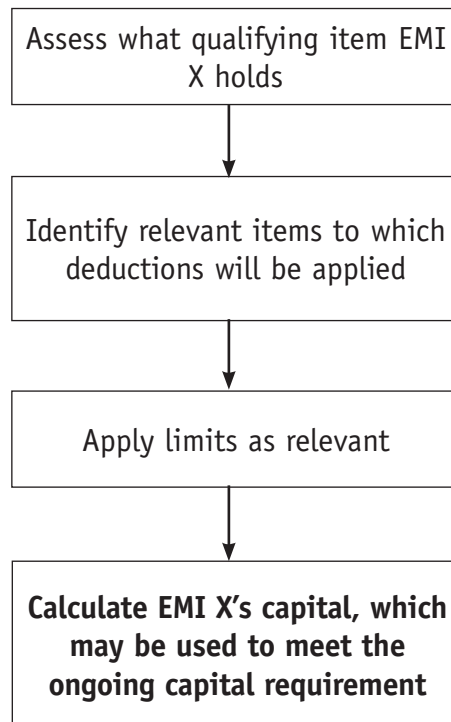 Assess what qualifying item EMI
X holds
Identify relevant items to which
deductions will be applied
Apply limits as relevant
Calculate EMI X’s capital, which
may be used to meet the
ongoing capital requirement